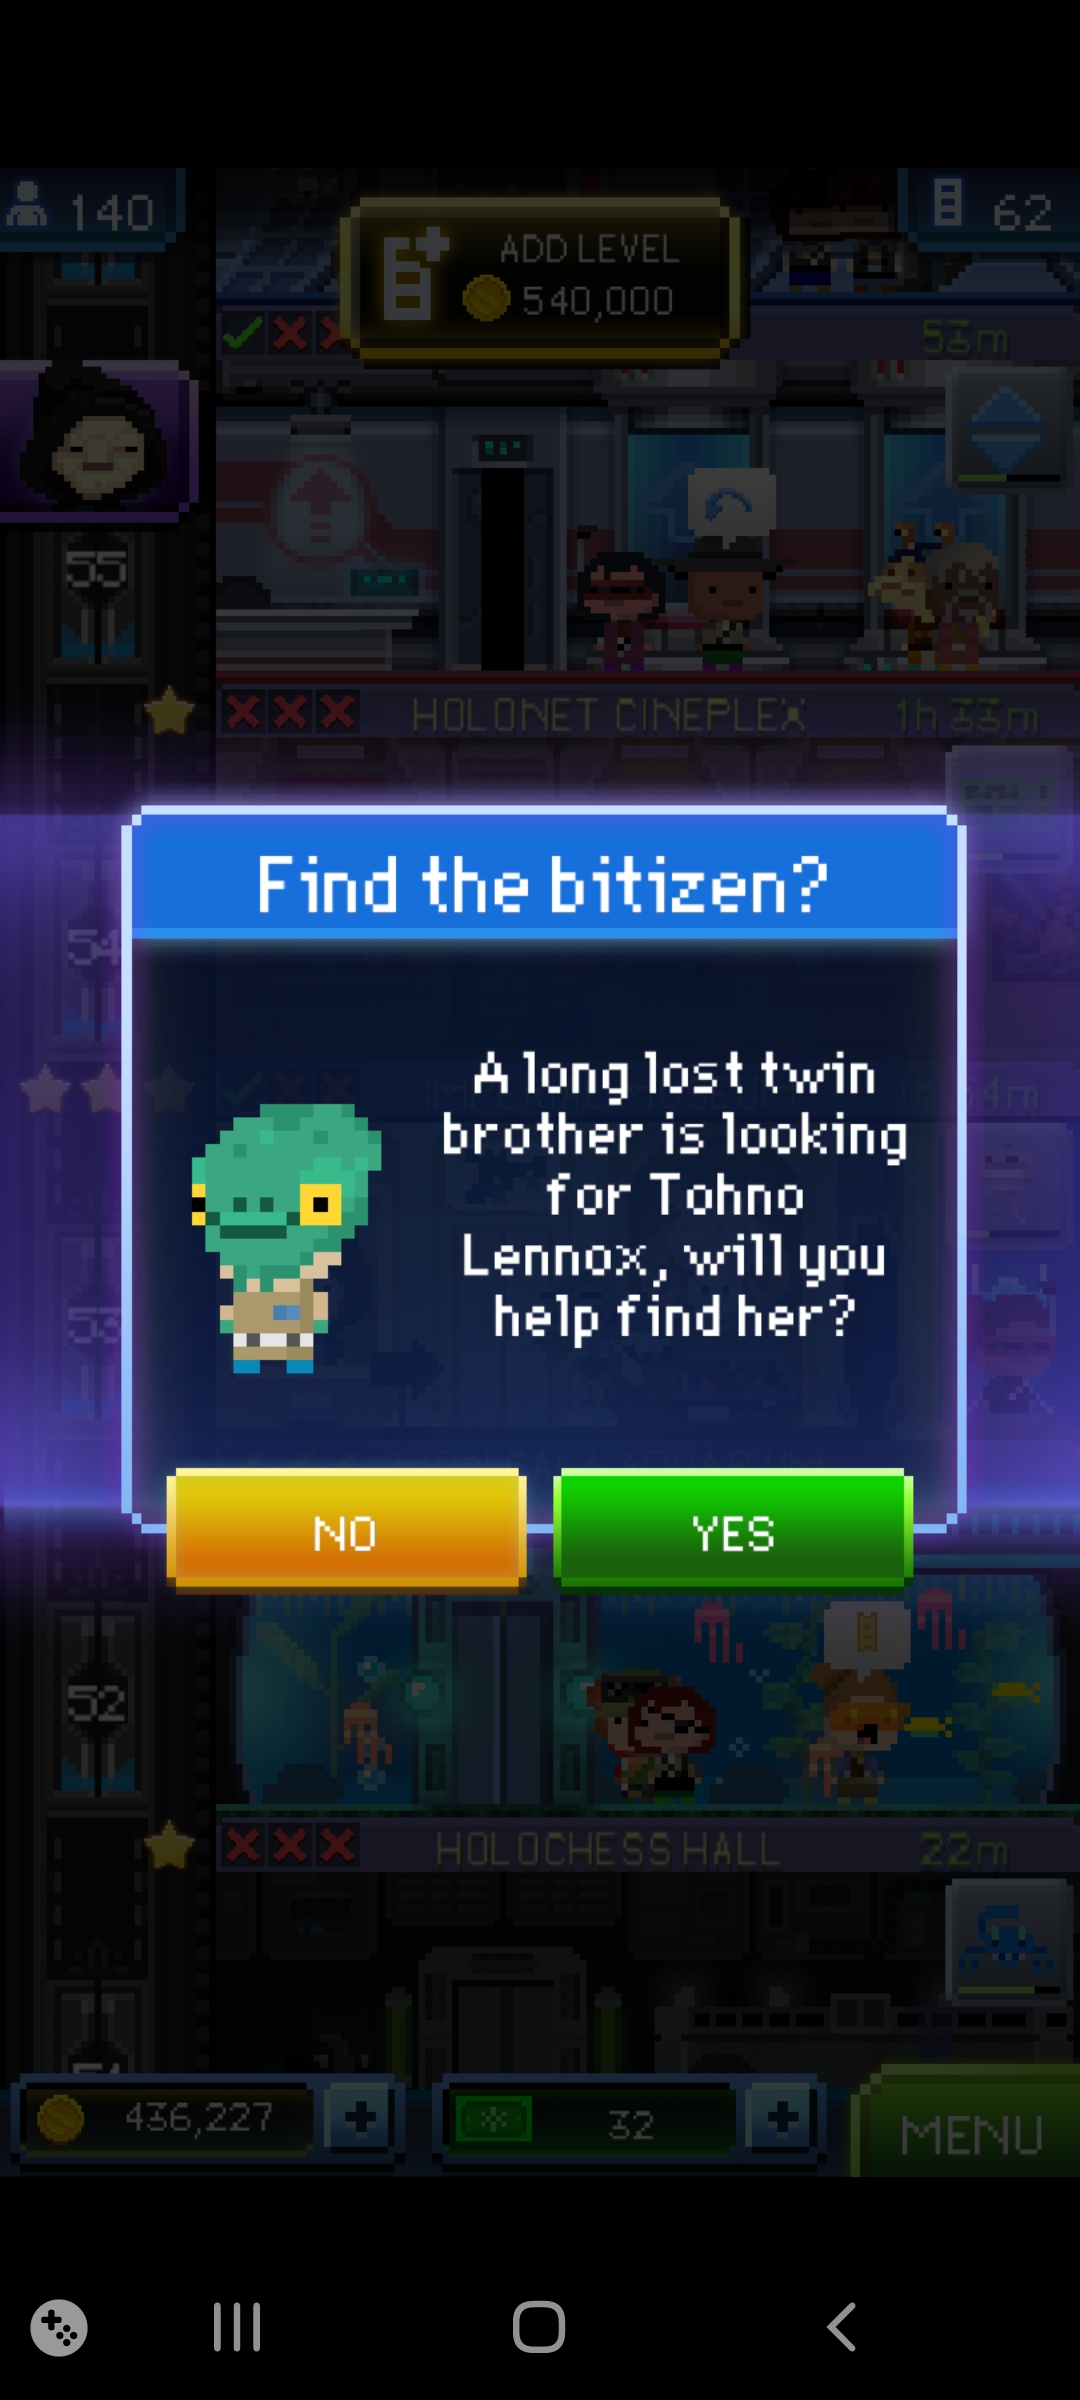 140
62
ADD LEVEL
540,000
53m
55
HOLONET CINEPLEX
1h 33m
Find the bitizen?
54
A long lost twin
brother is looking
for Tohno
Lennox, will you
help find her?
53
NO
YES
52
HOLOCHESS HALL
22m
436,227
32
MENU